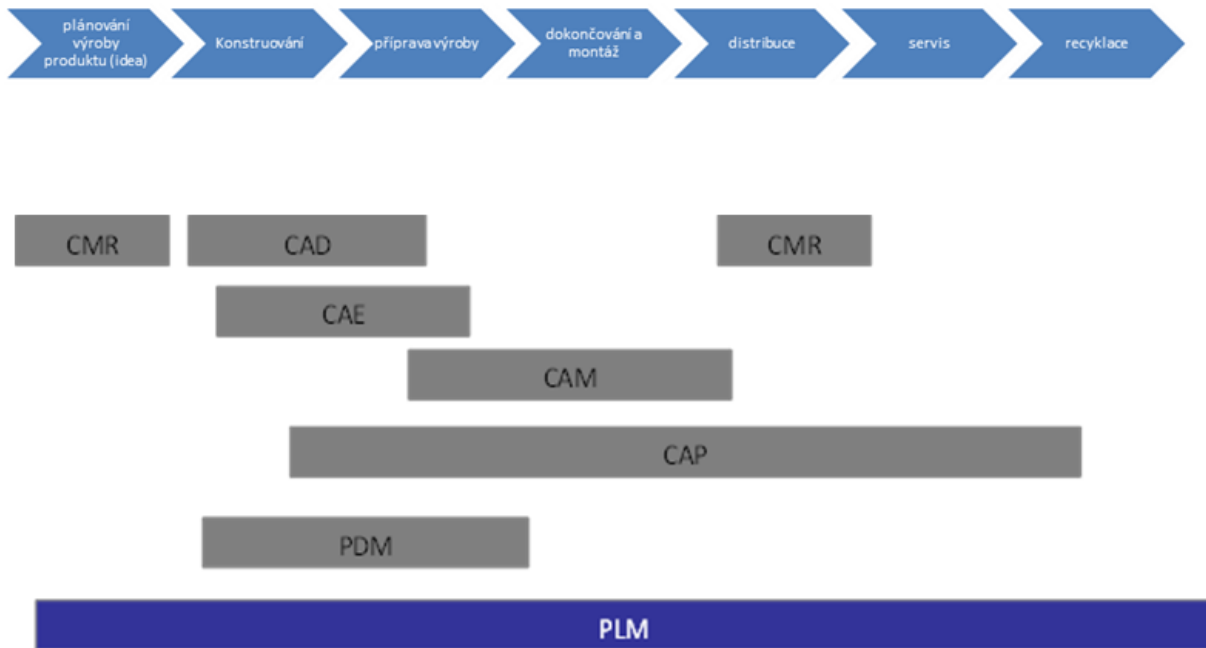 plánování
výroby
produktu (idea)
Konstruování
příprava výroby
dokončování a
montáž
distribuce
servis
recyklace
CMR
CAD
CMR
CAE
CAM
CAP
PDM
PLM